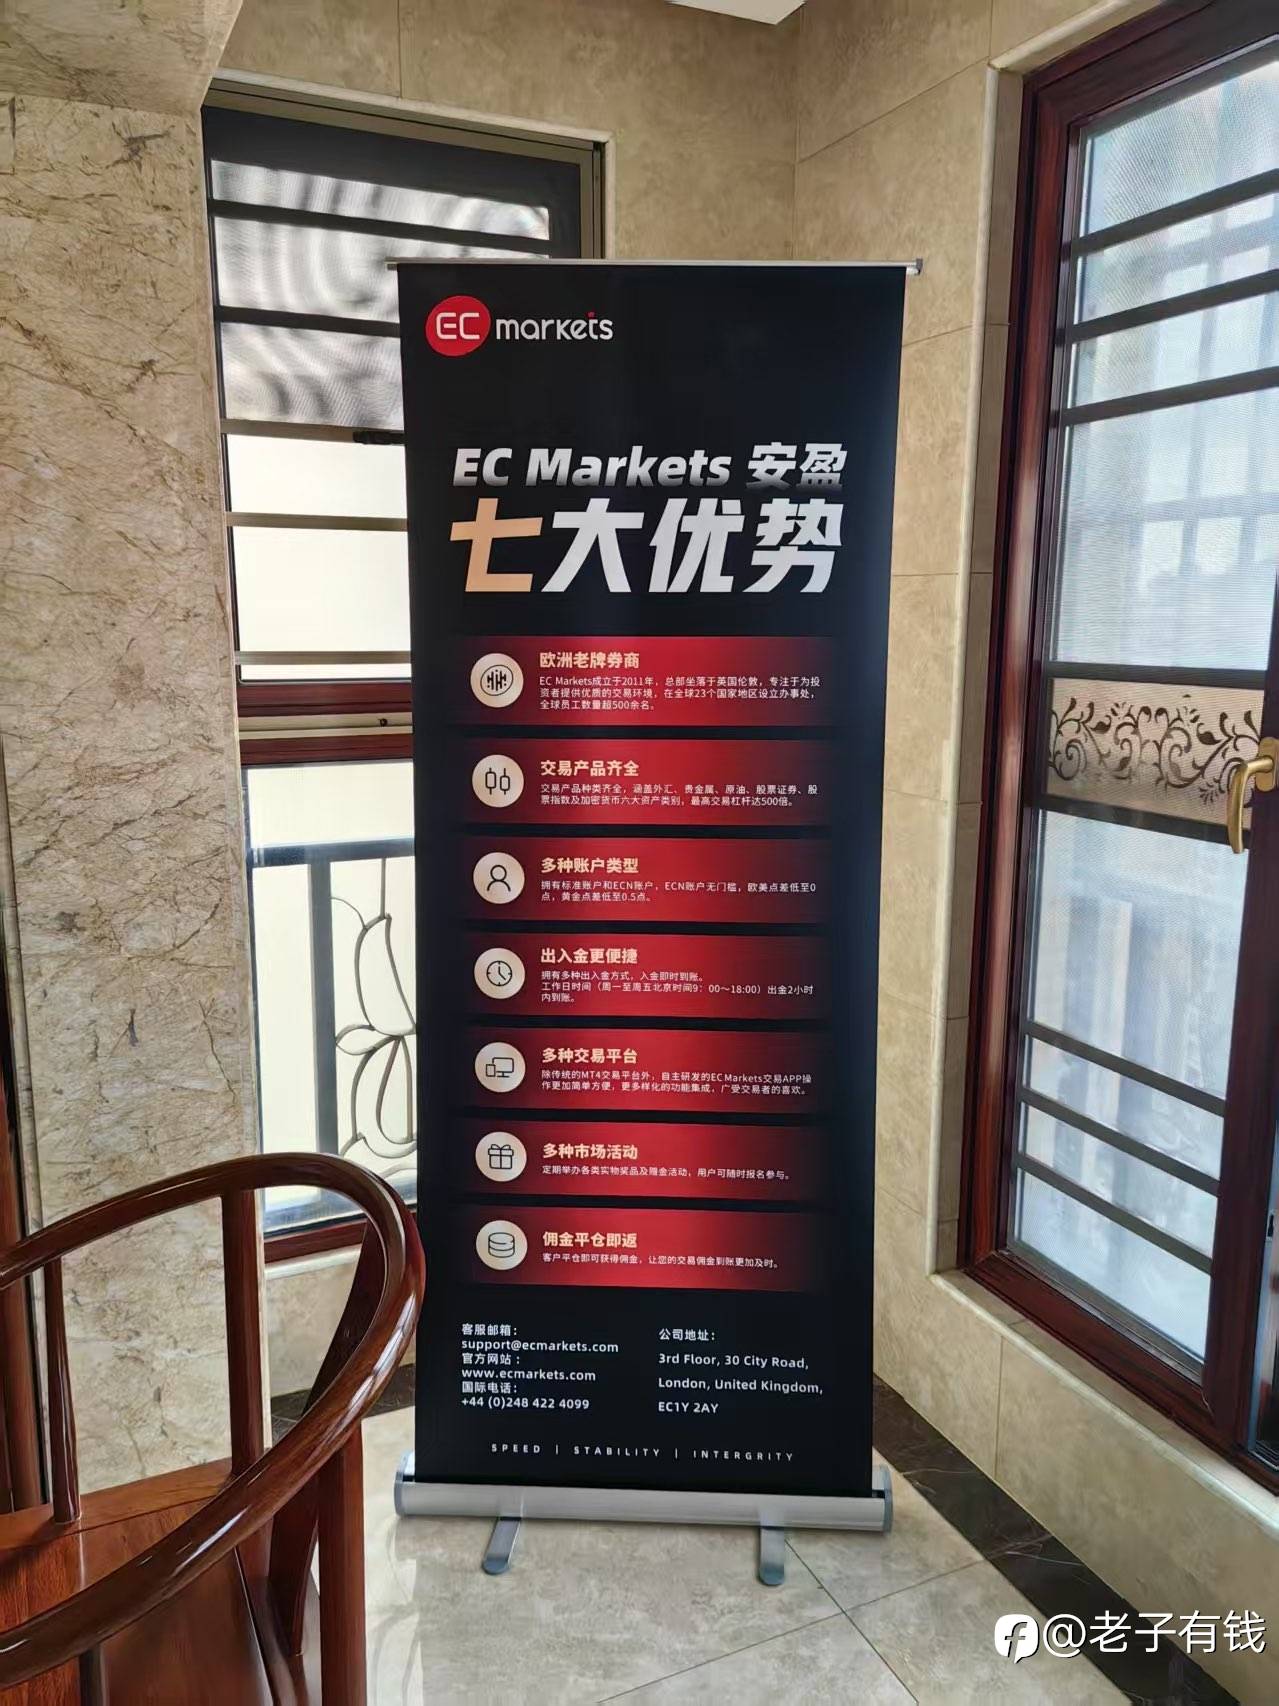 EC markets
EC Markets 安盈
七大优势
欧洲老牌券商
EC Markets成立于2011年，总部坐落于英国伦敦，专注于为投
资者提供优质的交易环境，在全球23个国家地区设立办事处，
全球员工数量超500余名。
交易产品齐全
交易产品种类齐全，涵盖外汇、贵金属、原油、股票证券、股
票指数及加密货币六大资产类别，最高交易杠杆达500倍。
多种账户类型
拥有标准账户和ECN账户，ECN账户无门槛，欧美点差低至0
点，黄金点差低至0.5点。
出入金更便捷
拥有多种出入金方式，入金即时到账。
工作日时间（周一至周五北京时间9：00～18:00）出金2小时
内到账。
多种交易平台
除传统的MT4交易平台外，自主研发的EC Markets交易APP操
作更加简单方便，更多样化的功能集成，广受交易者的喜欢。
多种市场活动
定期举办各类实物奖品及赠金活动，用户可随时报名参与。
佣金平仓即返
客户平仓即可获得佣金，让您的交易佣金到账更加及时。
客服邮箱：
support@ecmarkets.com
官方网站：
www.ecmarkets.com
国际电话：
+44 (0)248 422 4099
公司地址：
3rd Floor, 30 City Road,
London, United Kingdom,
EC1Y 2AY
SPEED | STABILITY | INTERGRITY
@老子有钱